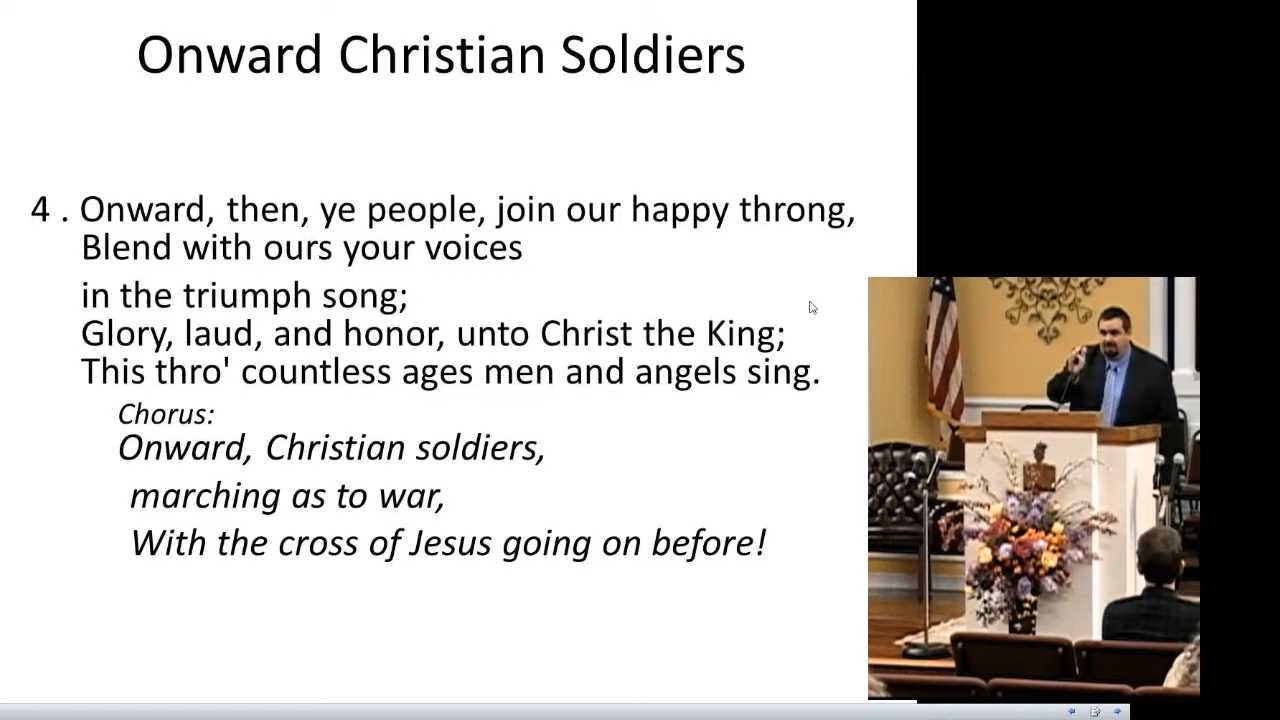 Onward Christian Soldiers
4 . Onward, then, ye people, join our happy throng,
Blend with ours your voices
in the triumph song;
Glory, laud, and honor, unto Christ the King;
This thro' countless ages men and angels sing.
Chorus:
Onward, Christian soldiers,
marching as to war,
With the cross of Jesus going on before!